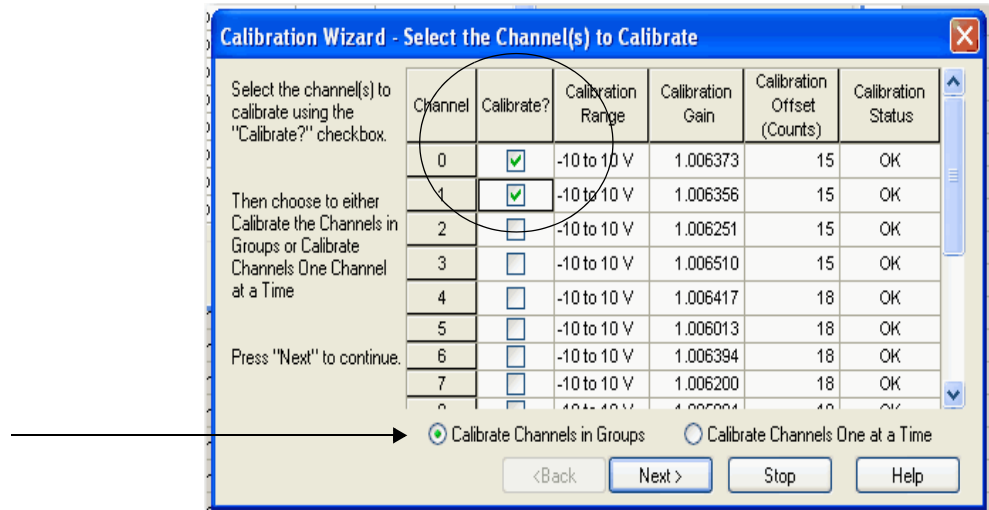 Calibration Wizard - Select the Channel(s) to Calibrate
Select the channel(s) to
calibrate using the
"Calibrate?" checkbox.
Then choose to either
Calibrate the Channels in
Groups or Calibrate
Channels One Channel
at a Time
Press "Next" to continue.
Channel Calibrate? Calibration Range Calibration Gain Calibration Offset (Counts) Calibration Status
0 -10 to 10 V 1.006373 15 OK
1 -10 to 10 V 1.006356 15 OK
2 -10 to 10 V 1.006251 15 OK
3 -10 to 10 V 1.006510 15 OK
4 -10 to 10 V 1.006417 18 OK
5 -10 to 10 V 1.006013 18 OK
6 -10 to 10 V 1.006394 18 OK
7 -10 to 10 V 1.006200 18 OK
Calibrate Channels in Groups Calibrate Channels One at a Time
<Back Next > Stop Help